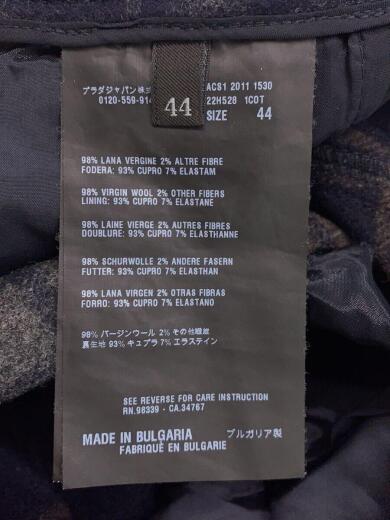 プラダジャパン株式
0120-559-914
44
ACS1 2011 1530
22H528 1COT
SIZE 44
98% LANA VERGINE 2% ALTRE FIBRE
FODERA: 93% CUPRO 7% ELASTAM
98% VIRGIN WOOL 2% OTHER FIBERS
LINING: 93% CUPRO 7% ELASTANE
98% LAINE VIERGE 2% AUTRES FIBRES
DOUBLURE: 93% CUPRO 7% ELASTHANNE
98% SCHURWOLLE 2% ANDERE FASERN
FUTTER: 93% CUPRO 7% ELASTHAN
98% LANA VIRGEN 2% OTRAS FIBRAS
FORRO: 93% CUPRO 7% ELASTANO
98% バージンウール 2% その他繊維
裏生地 93% キュプラ 7% エラステイン
SEE REVERSE FOR CARE INSTRUCTION
RN.98339 - CA.34767
MADE IN BULGARIA ブルガリア製
FABRIQUÉ EN BULGARIE